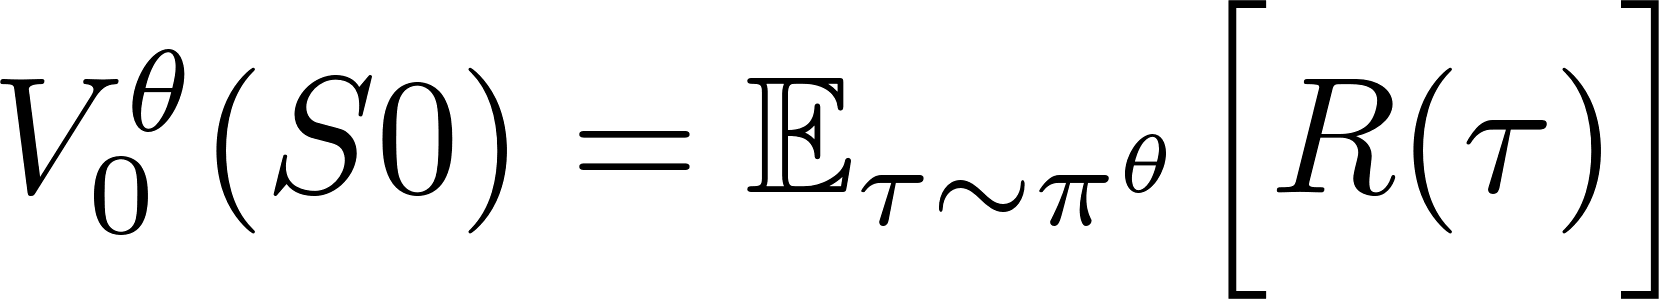 V_0^θ(S0) = 𝔼_{τ∼π^θ} [R(τ)]